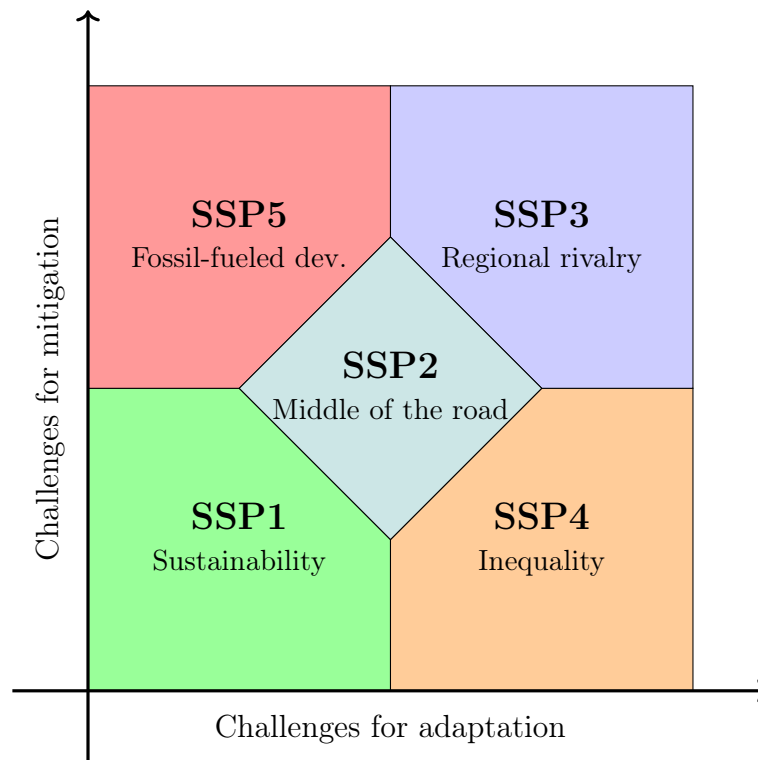 SSP5
Fossil-fueled dev.
SSP3
Regional rivalry
SSP2
Middle of the road
SSP1
Sustainability
SSP4
Inequality
Challenges for mitigation
Challenges for adaptation